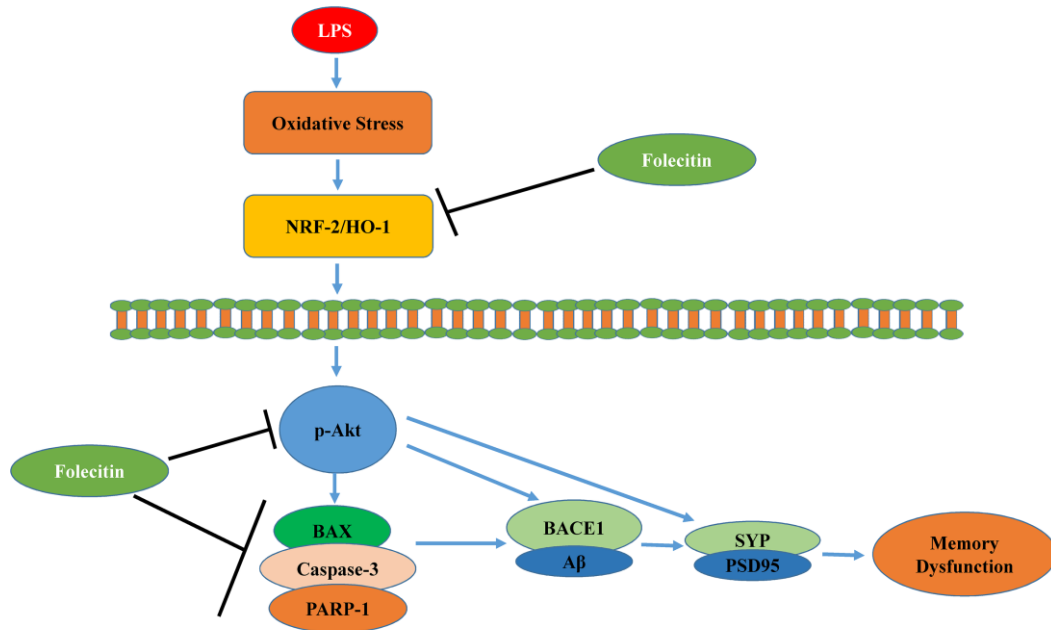 LPS
Oxidative Stress
Folecitin
NRF-2/HO-1
p-Akt
Folecitin
BAX
Caspase-3
PARP-1
BACE1
Aβ
SYP
PSD95
Memory
Dysfunction